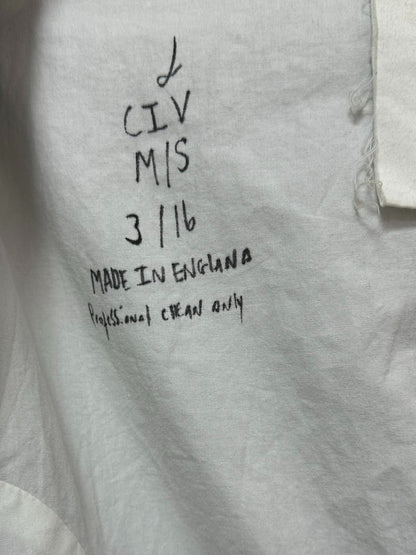 CIV
M/S
3/16
MADE IN ENGLAND
Professional CLEAN ONLY